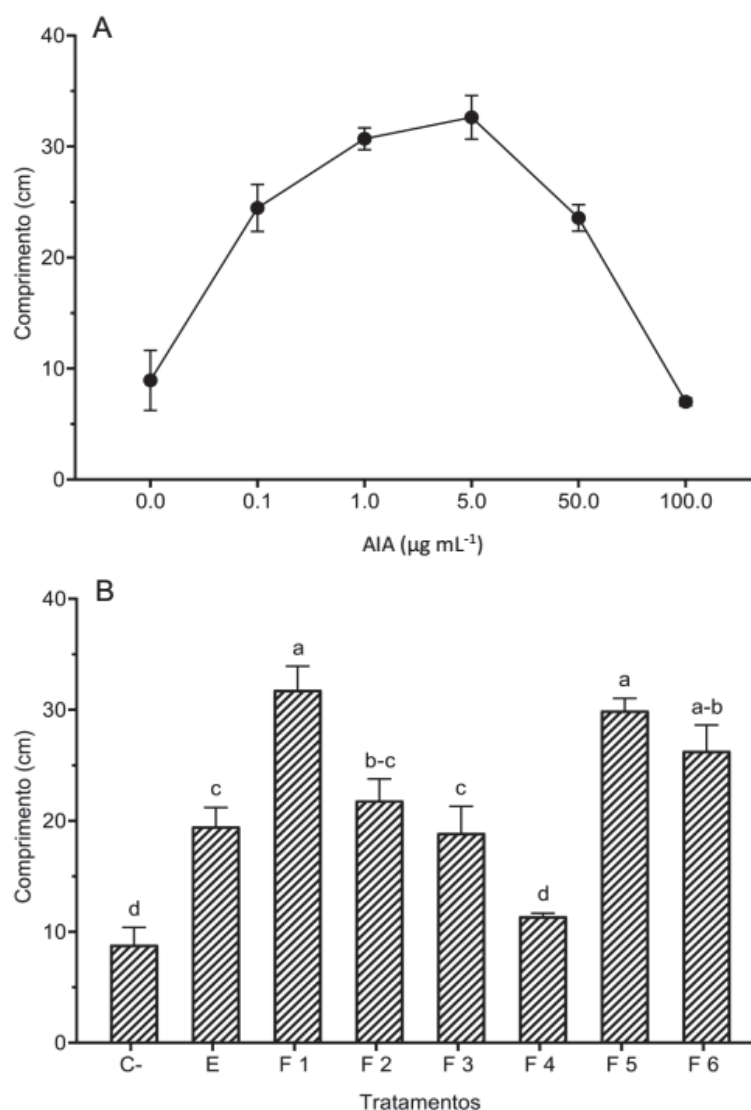 A
40
30
20
10
0
Comprimento (cm)
0.0 0.1 1.0 5.0 50.0 100.0
AIA (µg mL⁻¹)
B
40
30
20
10
0
Comprimento (cm)
d c a b-c c d a a-b
C- E F 1 F 2 F 3 F 4 F 5 F 6
Tratamentos